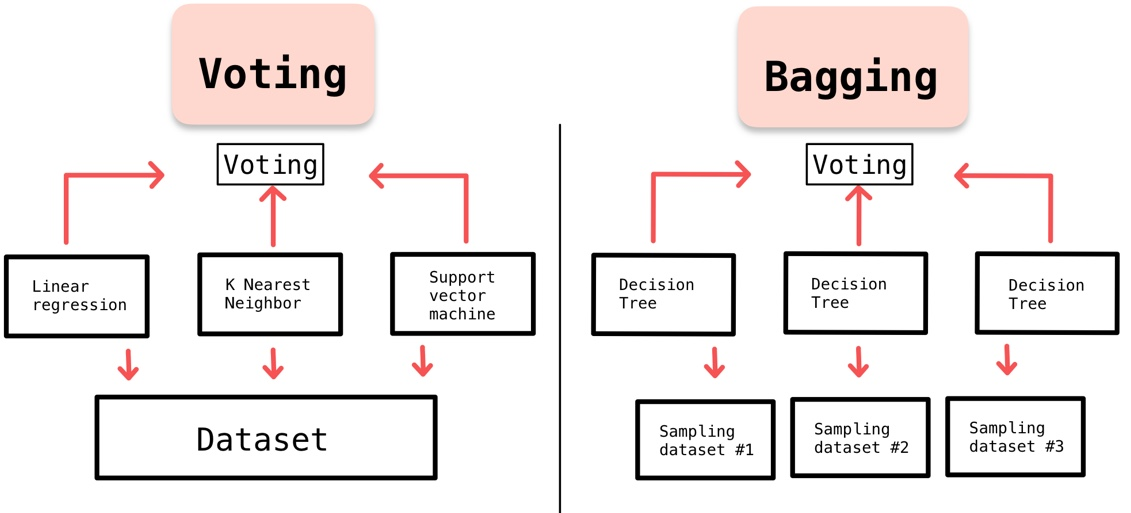 Voting
Voting
Linear
regression
K Nearest
Neighbor
Support
vector
machine
Dataset
Bagging
Voting
Decision
Tree
Decision
Tree
Decision
Tree
Sampling
dataset #1
Sampling
dataset #2
Sampling
dataset #3